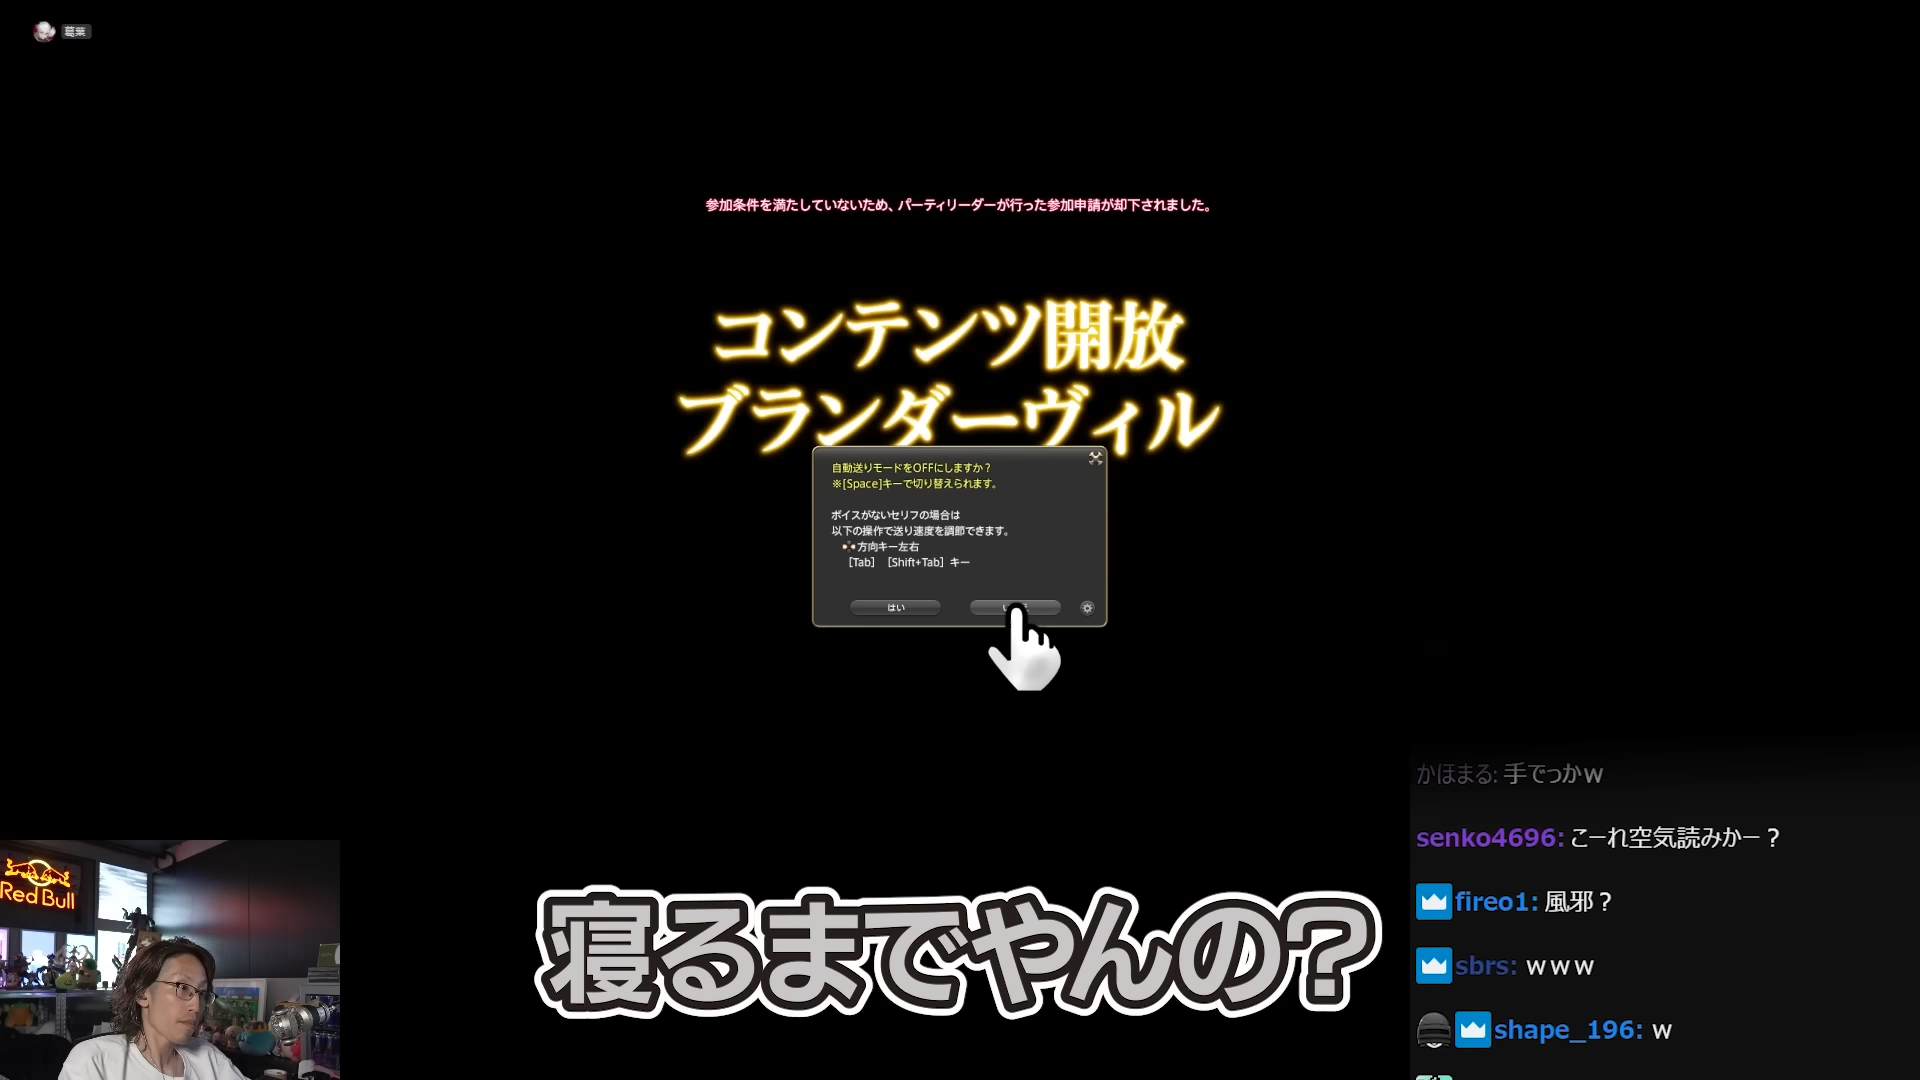 葛葉
参加条件を満たしていないため、パーティリーダーが行った参加申請が却下されました。
コンテンツ開放
ブランダーヴィル
自動送りモードをOFFにしますか？
※[Space]キーで切り替えられます。
ボイスがないセリフの場合は
以下の操作で送り速度を調節できます。
方向キー左右
[Tab] [Shift+Tab] キー
はい
かほまる: 手でっかw
senko4696: こーれ空気読みかー？
fireo1: 風邪？
sbrs: www
shape_196: w
Red Bull
寝るまでやんの?